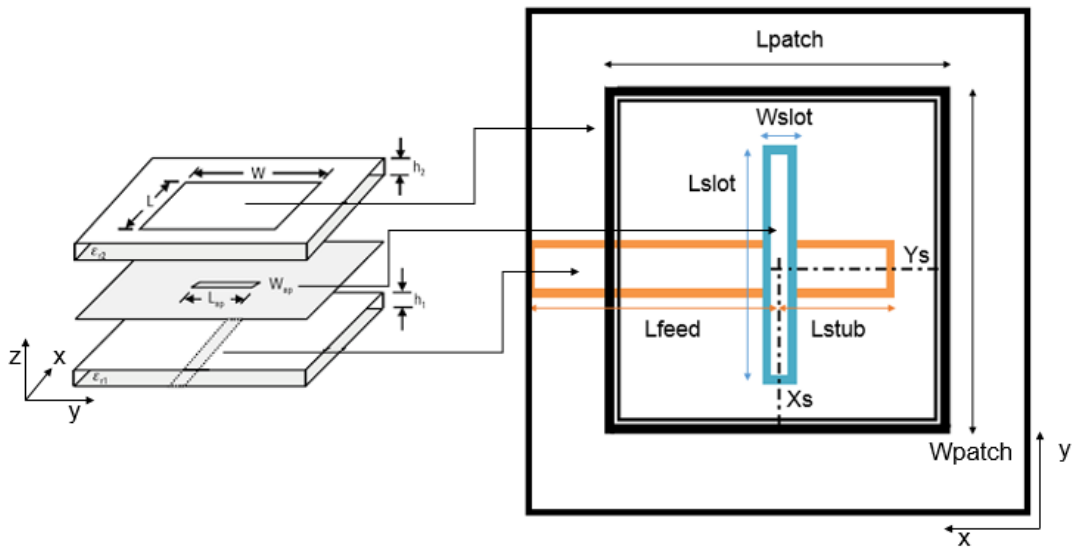 Lpatch
Wslot
Lslot
Ys
Lfeed
Lstub
Xs
Wpatch
y
x
W
L
h₂
εr2
Wap
Lap
h₁
εr1
z
x
y